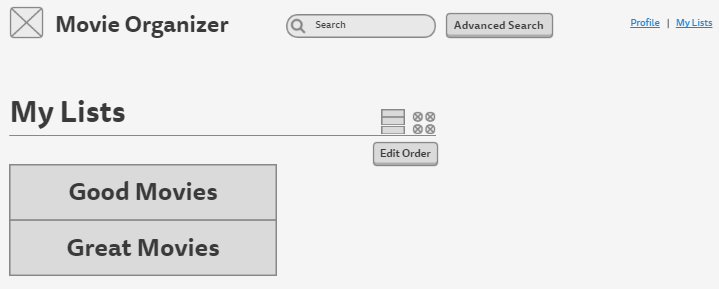 Movie Organizer
Search
Advanced Search
Profile | My Lists
My Lists
Edit Order
Good Movies
Great Movies